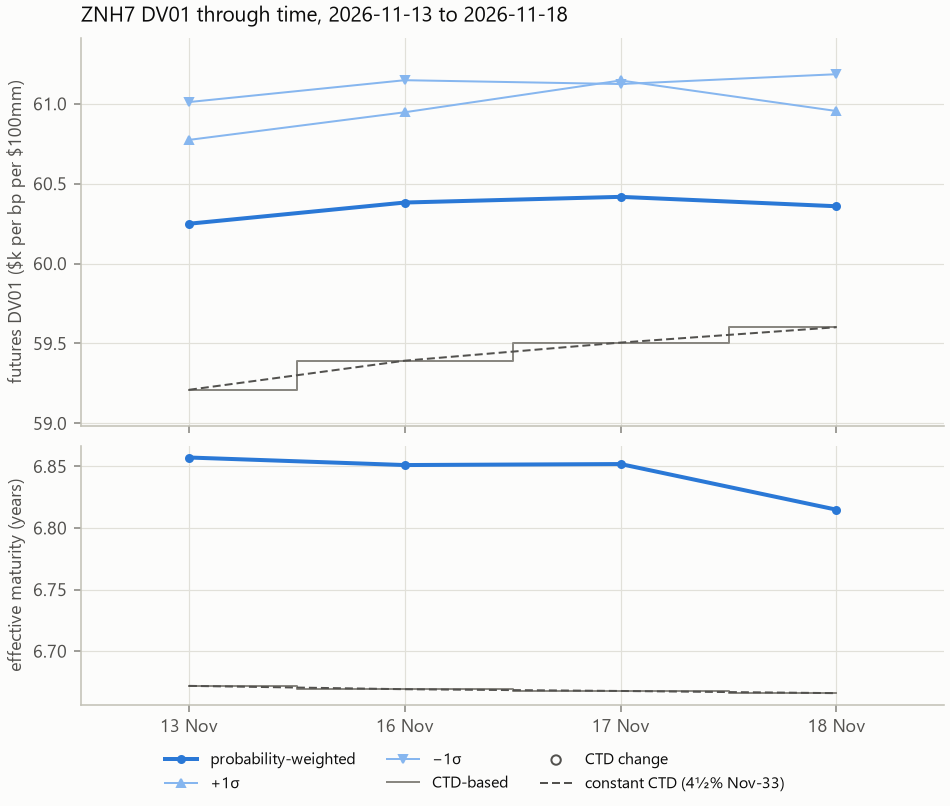 ZNH7 DV01 through time, 2026-11-13 to 2026-11-18
futures DV01 ($k per bp per $100mm)
61.0
60.5
60.0
59.5
59.0
effective maturity (years)
6.85
6.80
6.75
6.70
13 Nov 16 Nov 17 Nov 18 Nov
probability-weighted −1σ CTD change
+1σ CTD-based constant CTD (4½% Nov-33)